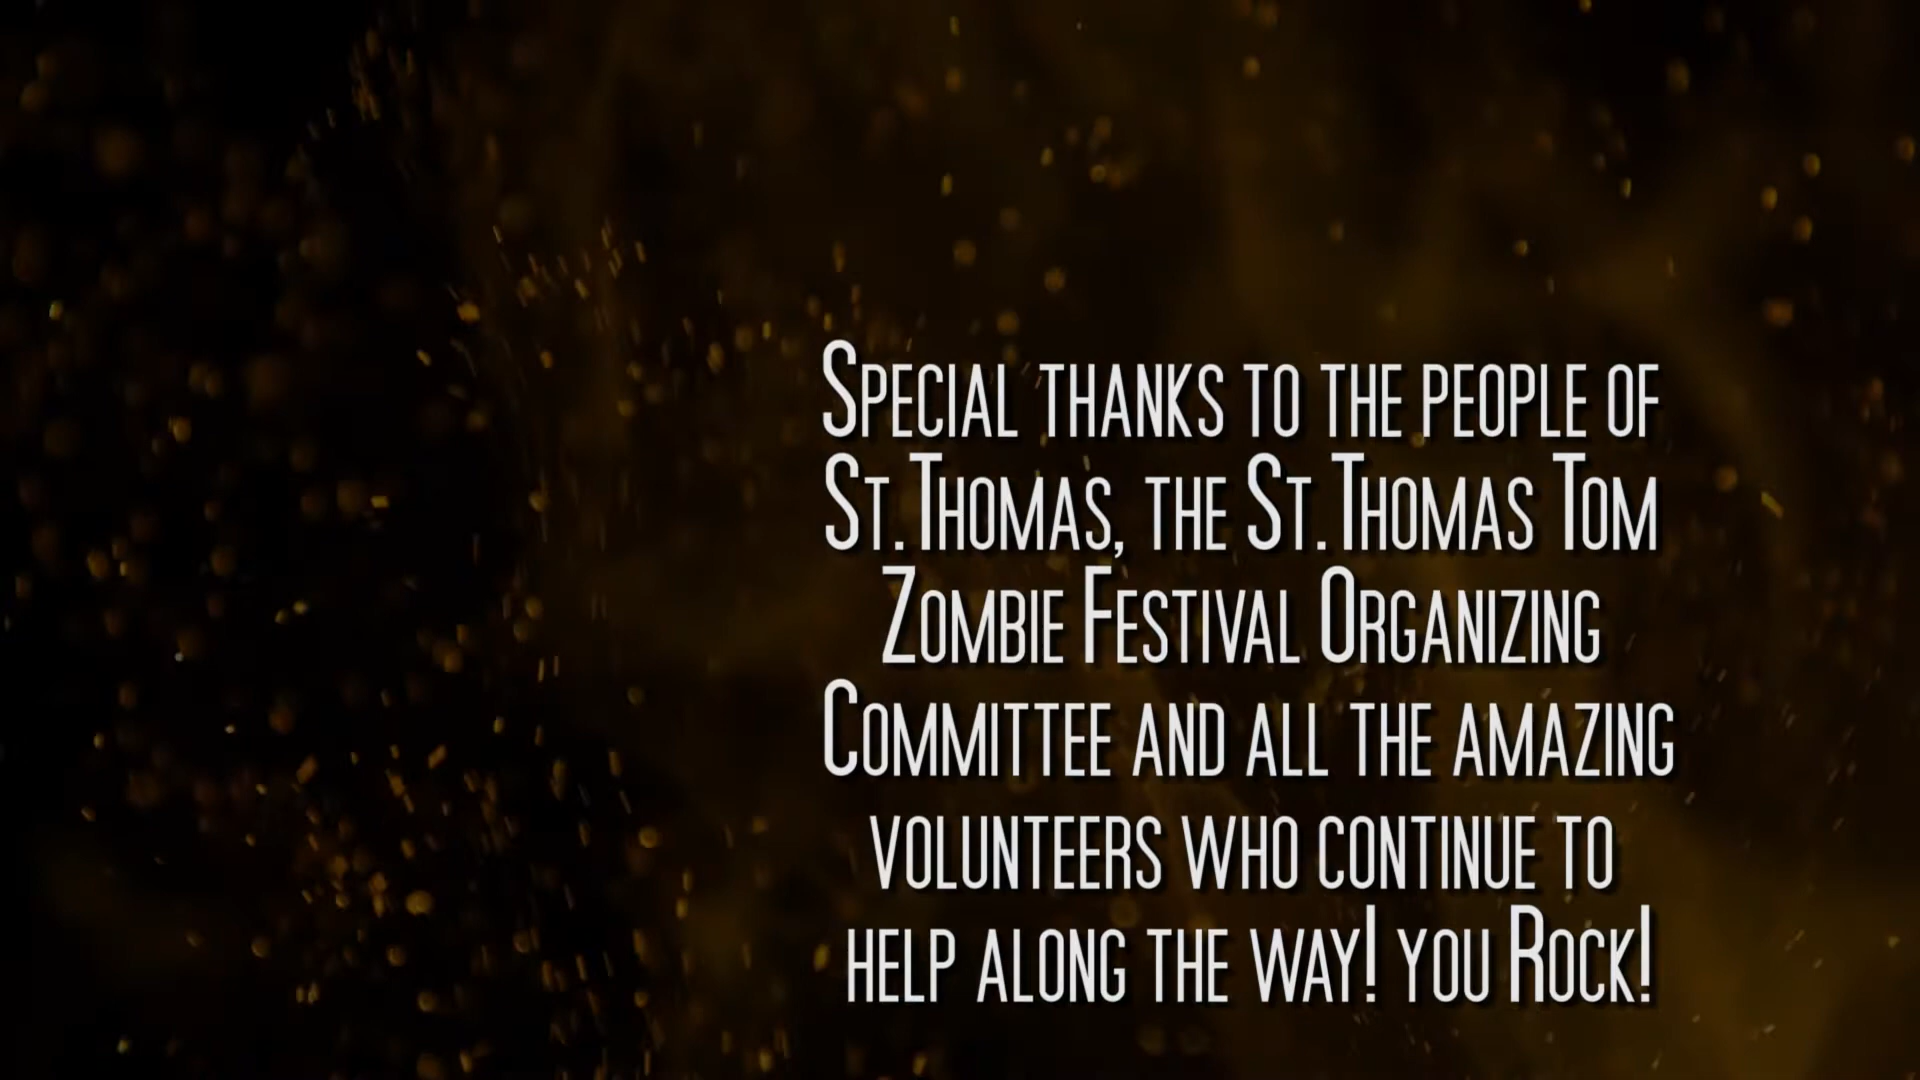 Special thanks to the people of
St. Thomas, the St. Thomas Tom
Zombie Festival Organizing
Committee and all the amazing
volunteers who continue to
help along the way! you Rock!